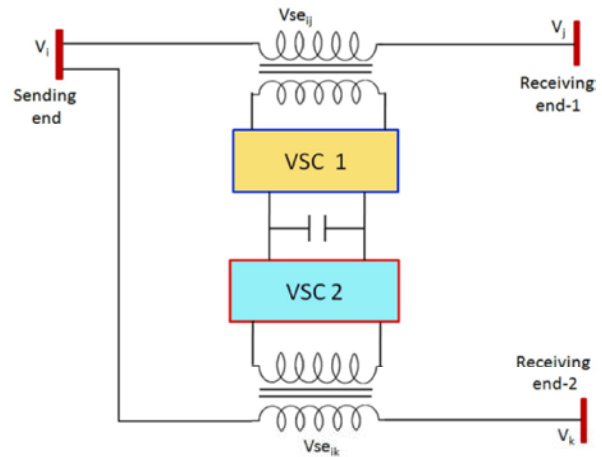 Vse_ij
V_i
V_j
Sending
end
Receiving
end-1
VSC 1
VSC 2
Receiving
end-2
V_k
Vse_ik